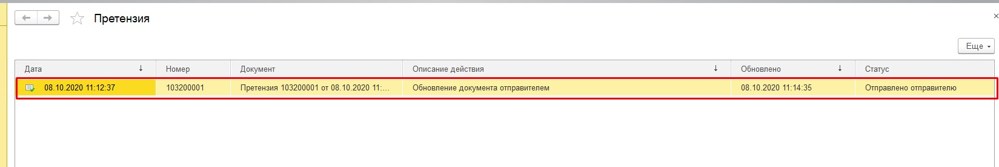 Претензия
Еще
Дата Номер Документ Описание действия Обновлено Статус
08.10.2020 11:12:37 103200001 Претензия 103200001 от 08.10.2020 11:... Обновление документа отправителем 08.10.2020 11:14:35 Отправлено отправителю